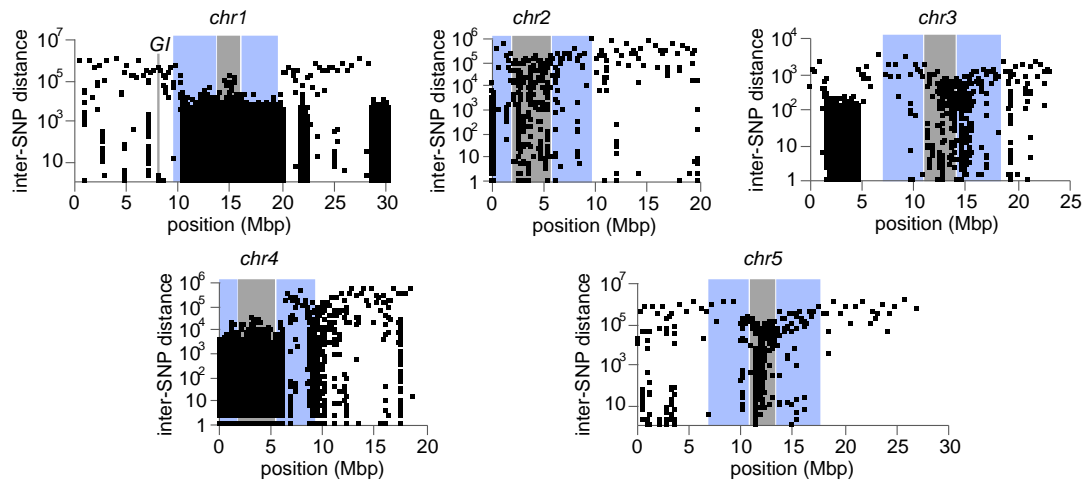 chr1
inter-SNP distance
10^7
10^5
10^3
10
GI
0 5 10 15 20 25 30
position (Mbp)
chr2
inter-SNP distance
10^6
10^5
10^4
10^3
10^2
10
1
0 5 10 15 20
position (Mbp)
chr3
inter-SNP distance
10^4
10^3
10^2
10
1
0 5 10 15 20 25
position (Mbp)
chr4
inter-SNP distance
10^6
10^5
10^4
10^3
10^2
10
1
0 5 10 15 20
position (Mbp)
chr5
inter-SNP distance
10^7
10^5
10^3
10
0 5 10 15 20 25 30
position (Mbp)